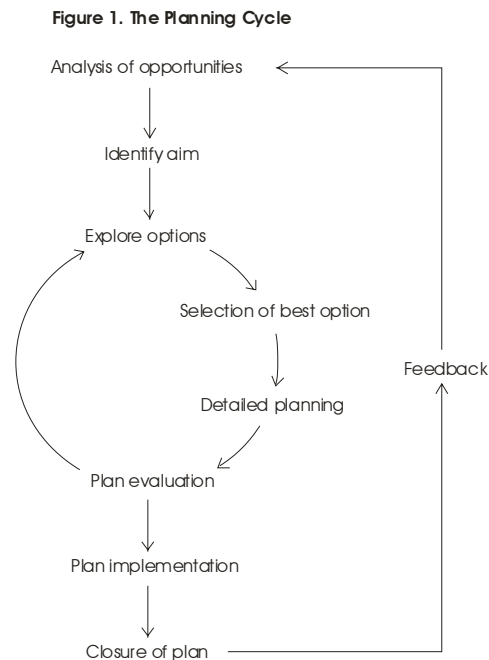 Figure 1. The Planning Cycle
Analysis of opportunities
Identify aim
Explore options
Selection of best option
Feedback
Detailed planning
Plan evaluation
Plan implementation
Closure of plan